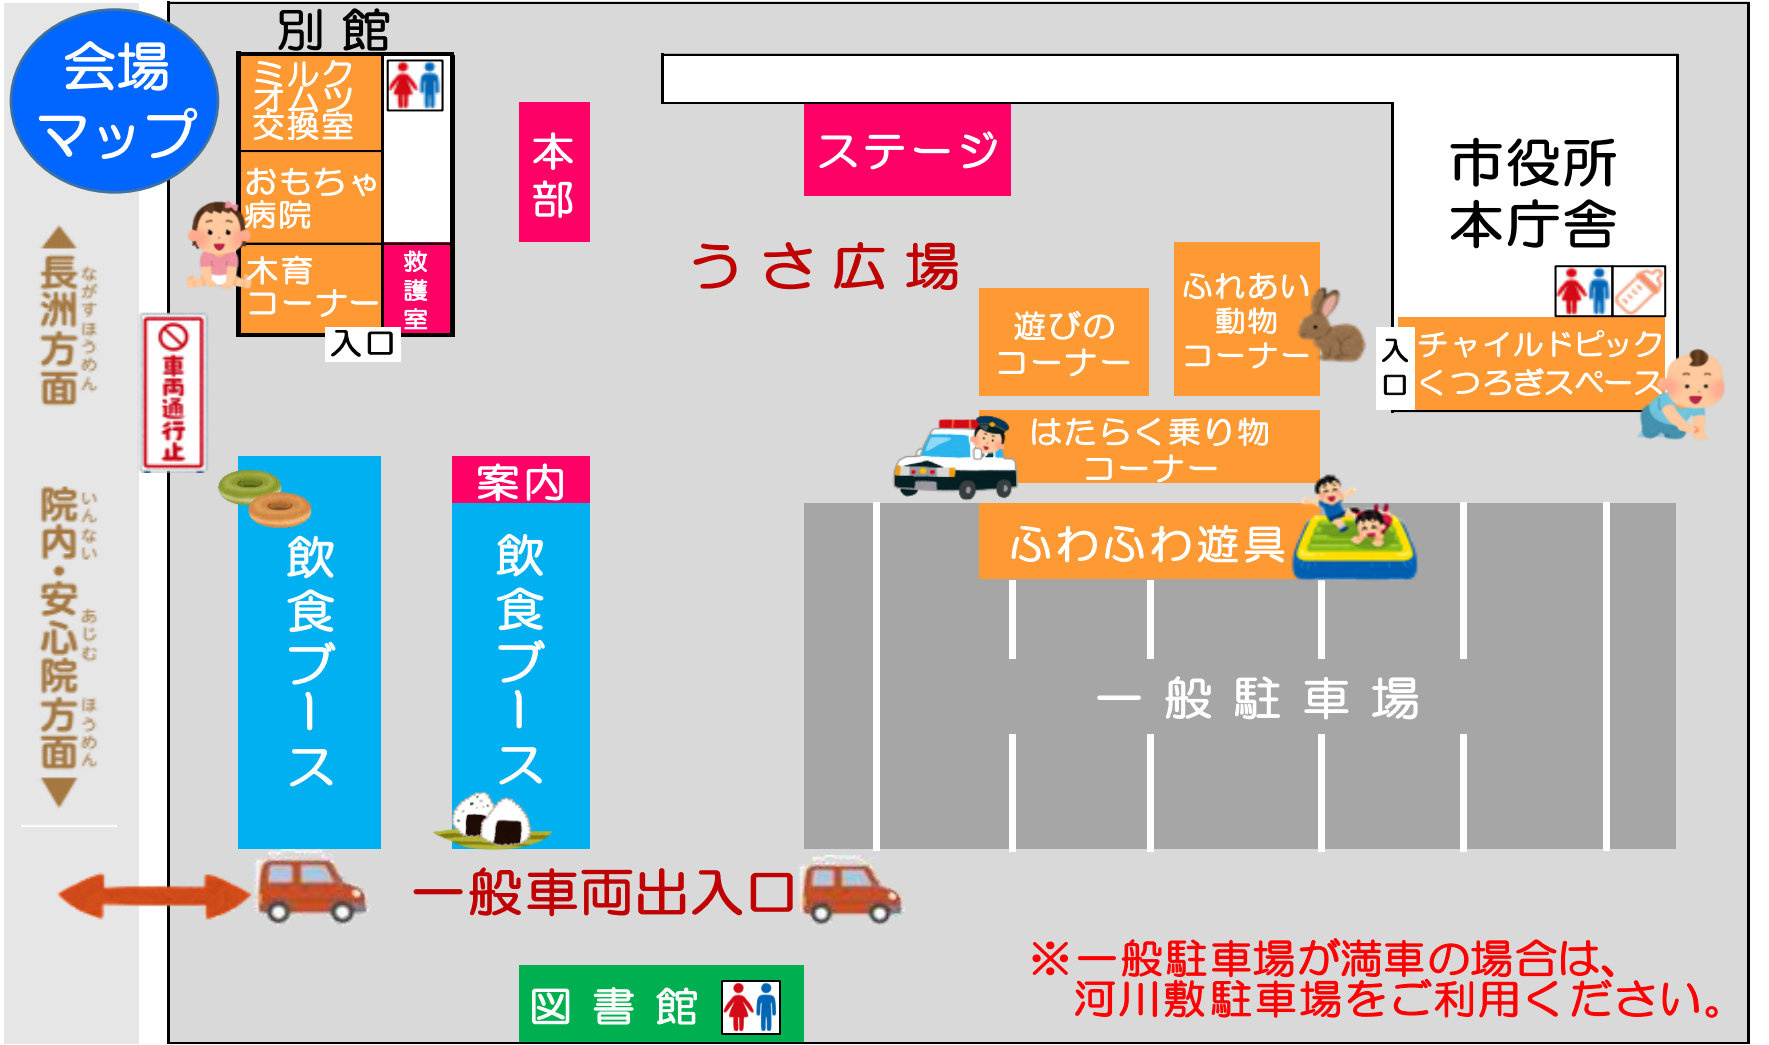 会場
マップ
別館
ミルク
オムツ
交換室
おもちゃ
病院
木育
コーナー
救護室
入口
本部
ステージ
うさ広場
市役所
本庁舎
遊びの
コーナー
ふれあい
動物
コーナー
入口
チャイルドピック
くつろぎスペース
はたらく乗り物
コーナー
ふわふわ遊具
一般駐車場
▲長洲方面
ながすほうめん
車両通行止
院内・安心院方面▼
いんない あじむ ほうめん
飲食ブース
案内
飲食ブース
一般車両出入口
図書館
※一般駐車場が満車の場合は、
河川敷駐車場をご利用ください。